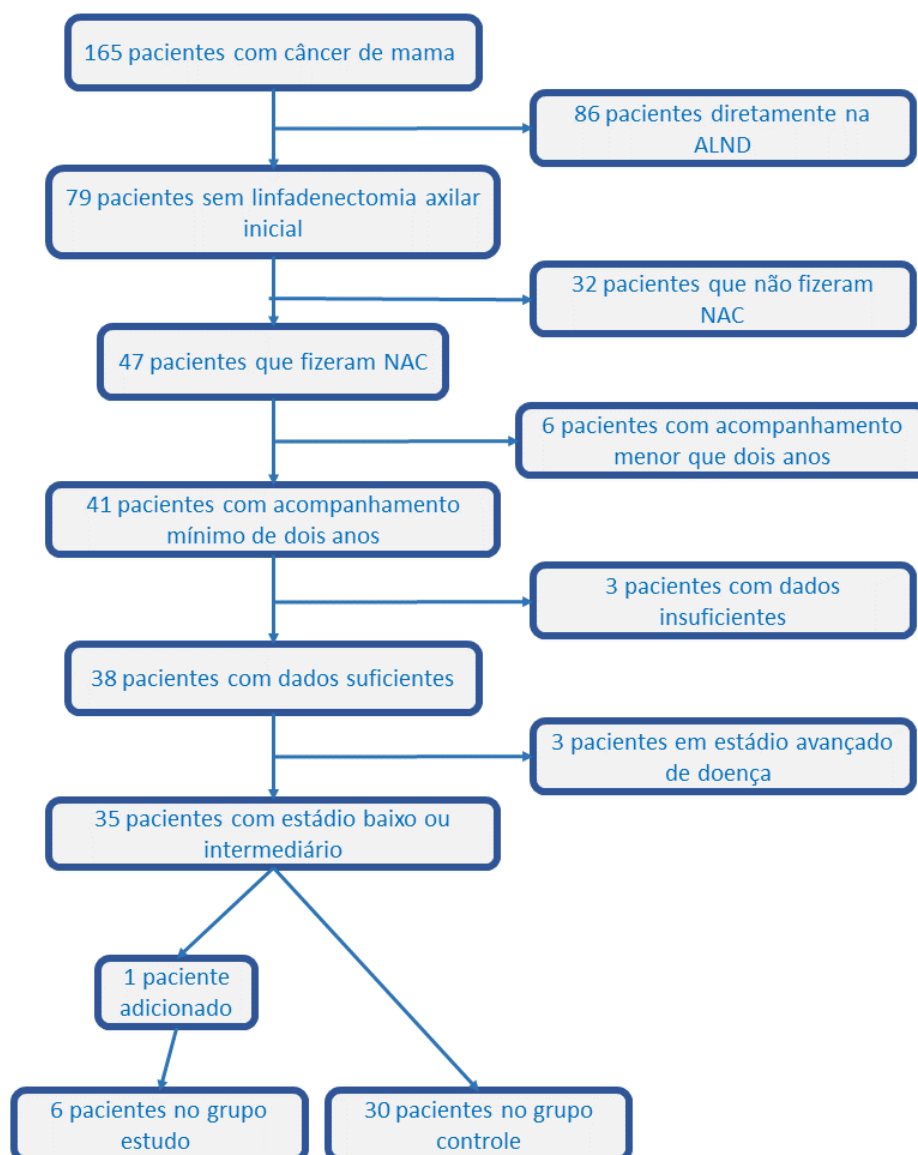 165 pacientes com câncer de mama
86 pacientes diretamente na
ALND
79 pacientes sem linfadenectomia axilar
inicial
32 pacientes que não fizeram
NAC
47 pacientes que fizeram NAC
6 pacientes com acompanhamento
menor que dois anos
41 pacientes com acompanhamento
mínimo de dois anos
3 pacientes com dados
insuficientes
38 pacientes com dados suficientes
3 pacientes em estádio avançado
de doença
35 pacientes com estádio baixo ou
intermediário
1 paciente
adicionado
6 pacientes no grupo
estudo
30 pacientes no grupo
controle